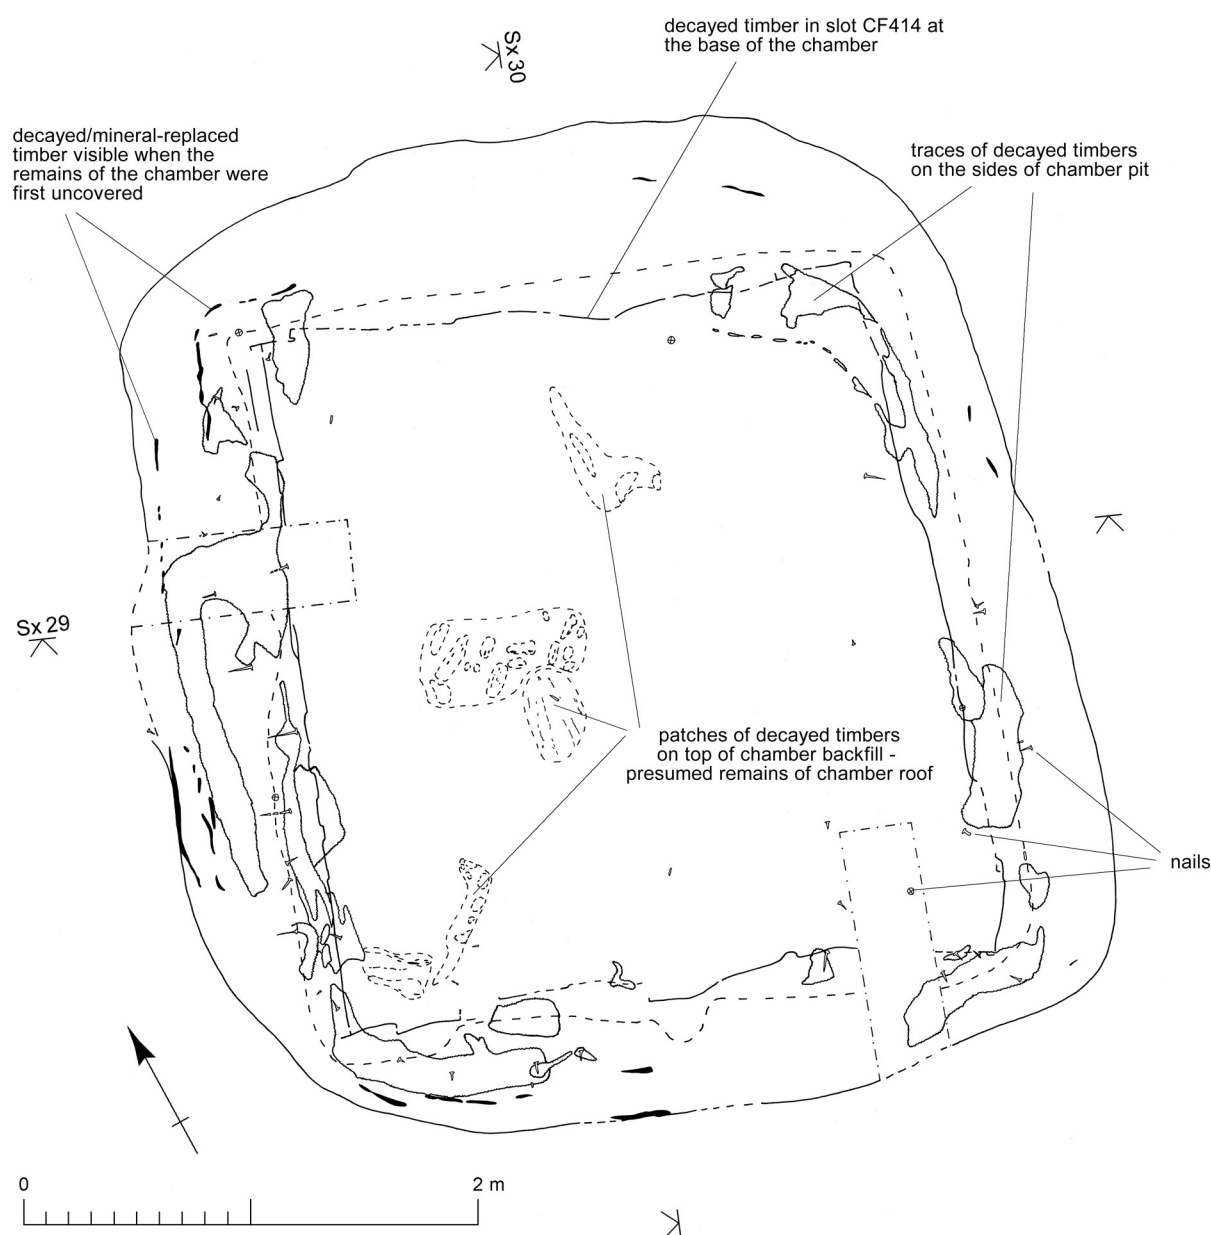 Sx 30
decayed timber in slot CF414 at
the base of the chamber
decayed/mineral-replaced
timber visible when the
remains of the chamber were
first uncovered
traces of decayed timbers
on the sides of chamber pit
Sx 29
patches of decayed timbers
on top of chamber backfill -
presumed remains of chamber roof
nails
0
2 m